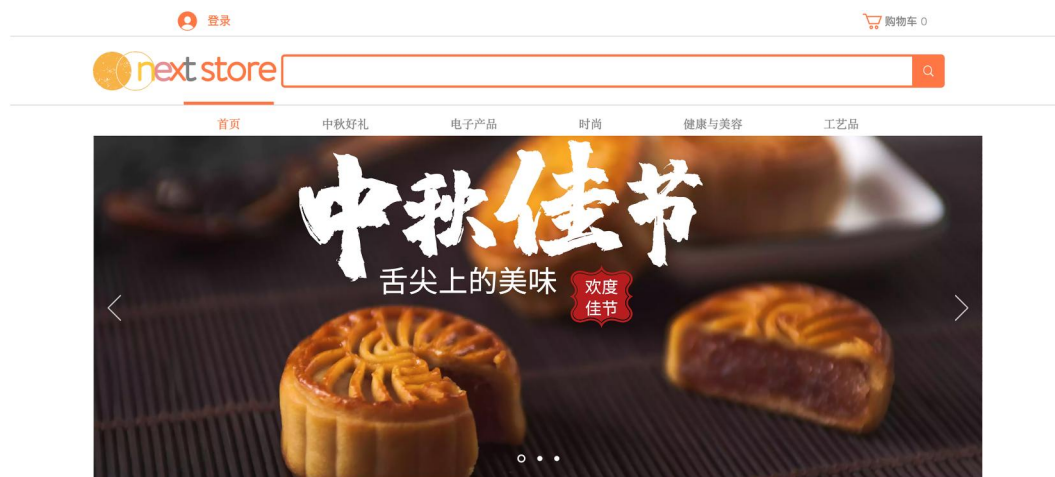 登录
购物车 0
next store
首页 中秋好礼 电子产品 时尚 健康与美容 工艺品
中秋佳节
舌尖上的美味
欢度
佳节